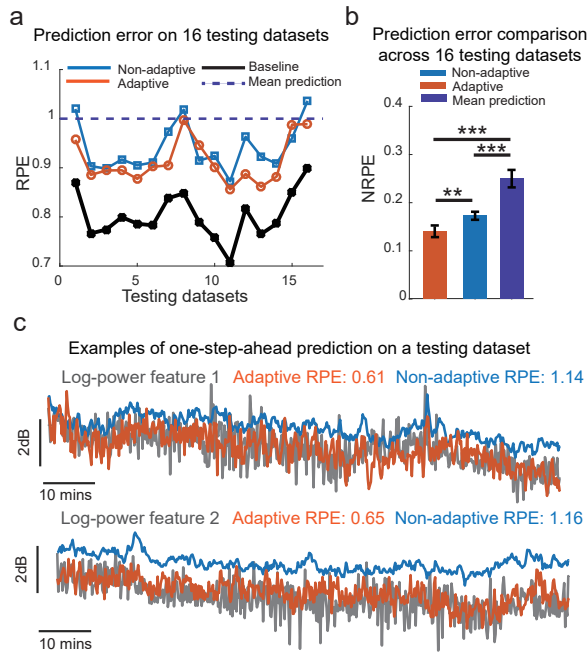 a
Prediction error on 16 testing datasets
Non-adaptive
Adaptive
Baseline
Mean prediction
1.1
1
0.9
0.8
0.7
RPE
0
5
10
15
Testing datasets
b
Prediction error comparison
across 16 testing datasets
Non-adaptive
Adaptive
Mean prediction
0.4
0.3
0.2
0.1
0
NRPE
***
***
**
c
Examples of one-step-ahead prediction on a testing dataset
Log-power feature 1 Adaptive RPE: 0.61 Non-adaptive RPE: 1.14
2dB
10 mins
Log-power feature 2 Adaptive RPE: 0.65 Non-adaptive RPE: 1.16
2dB
10 mins